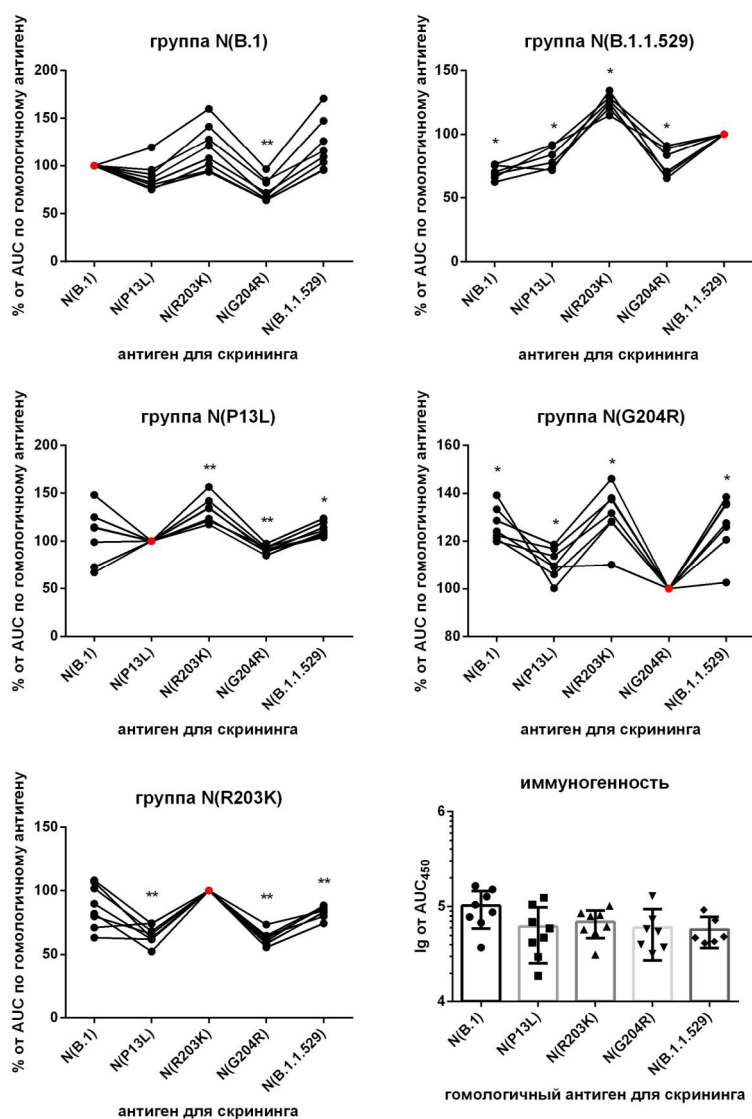 группа N(B.1)
% от AUC по гомологичному антигену
200
150
100
50
0
**
N(B.1)
N(P13L)
N(R203K)
N(G204R)
N(B.1.1.529)
антиген для скрининга
группа N(B.1.1.529)
% от AUC по гомологичному антигену
150
100
50
0
*
*
*
*
N(B.1)
N(P13L)
N(R203K)
N(G204R)
N(B.1.1.529)
антиген для скрининга
группа N(P13L)
% от AUC по гомологичному антигену
200
150
100
50
0
**
**
*
N(B.1)
N(P13L)
N(R203K)
N(G204R)
N(B.1.1.529)
антиген для скрининга
группа N(G204R)
% от AUC по гомологичному антигену
160
140
120
100
80
*
*
*
*
N(B.1)
N(P13L)
N(R203K)
N(G204R)
N(B.1.1.529)
антиген для скрининга
группа N(R203K)
% от AUC по гомологичному антигену
150
100
50
0
**
**
**
N(B.1)
N(P13L)
N(R203K)
N(G204R)
N(B.1.1.529)
антиген для скрининга
иммуногенность
lg от AUC450
6
5
4
N(B.1)
N(P13L)
N(R203K)
N(G204R)
N(B.1.1.529)
гомологичный антиген для скрининга